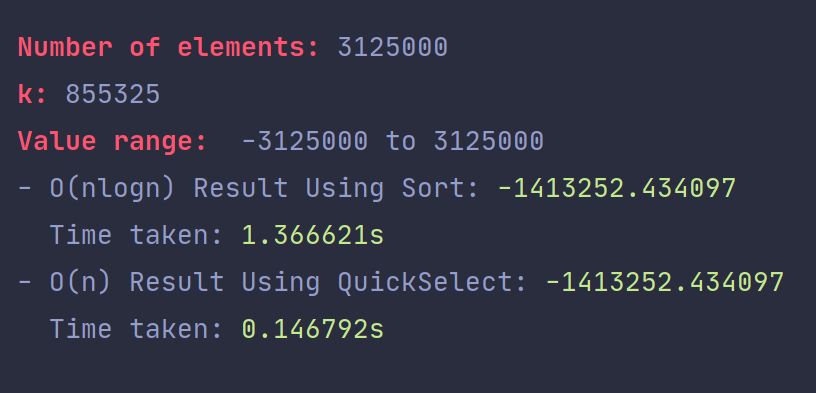 Number of elements: 3125000
k: 855325
Value range:  -3125000 to 3125000
- O(nlogn) Result Using Sort: -1413252.434097
  Time taken: 1.366621s
- O(n) Result Using QuickSelect: -1413252.434097
  Time taken: 0.146792s